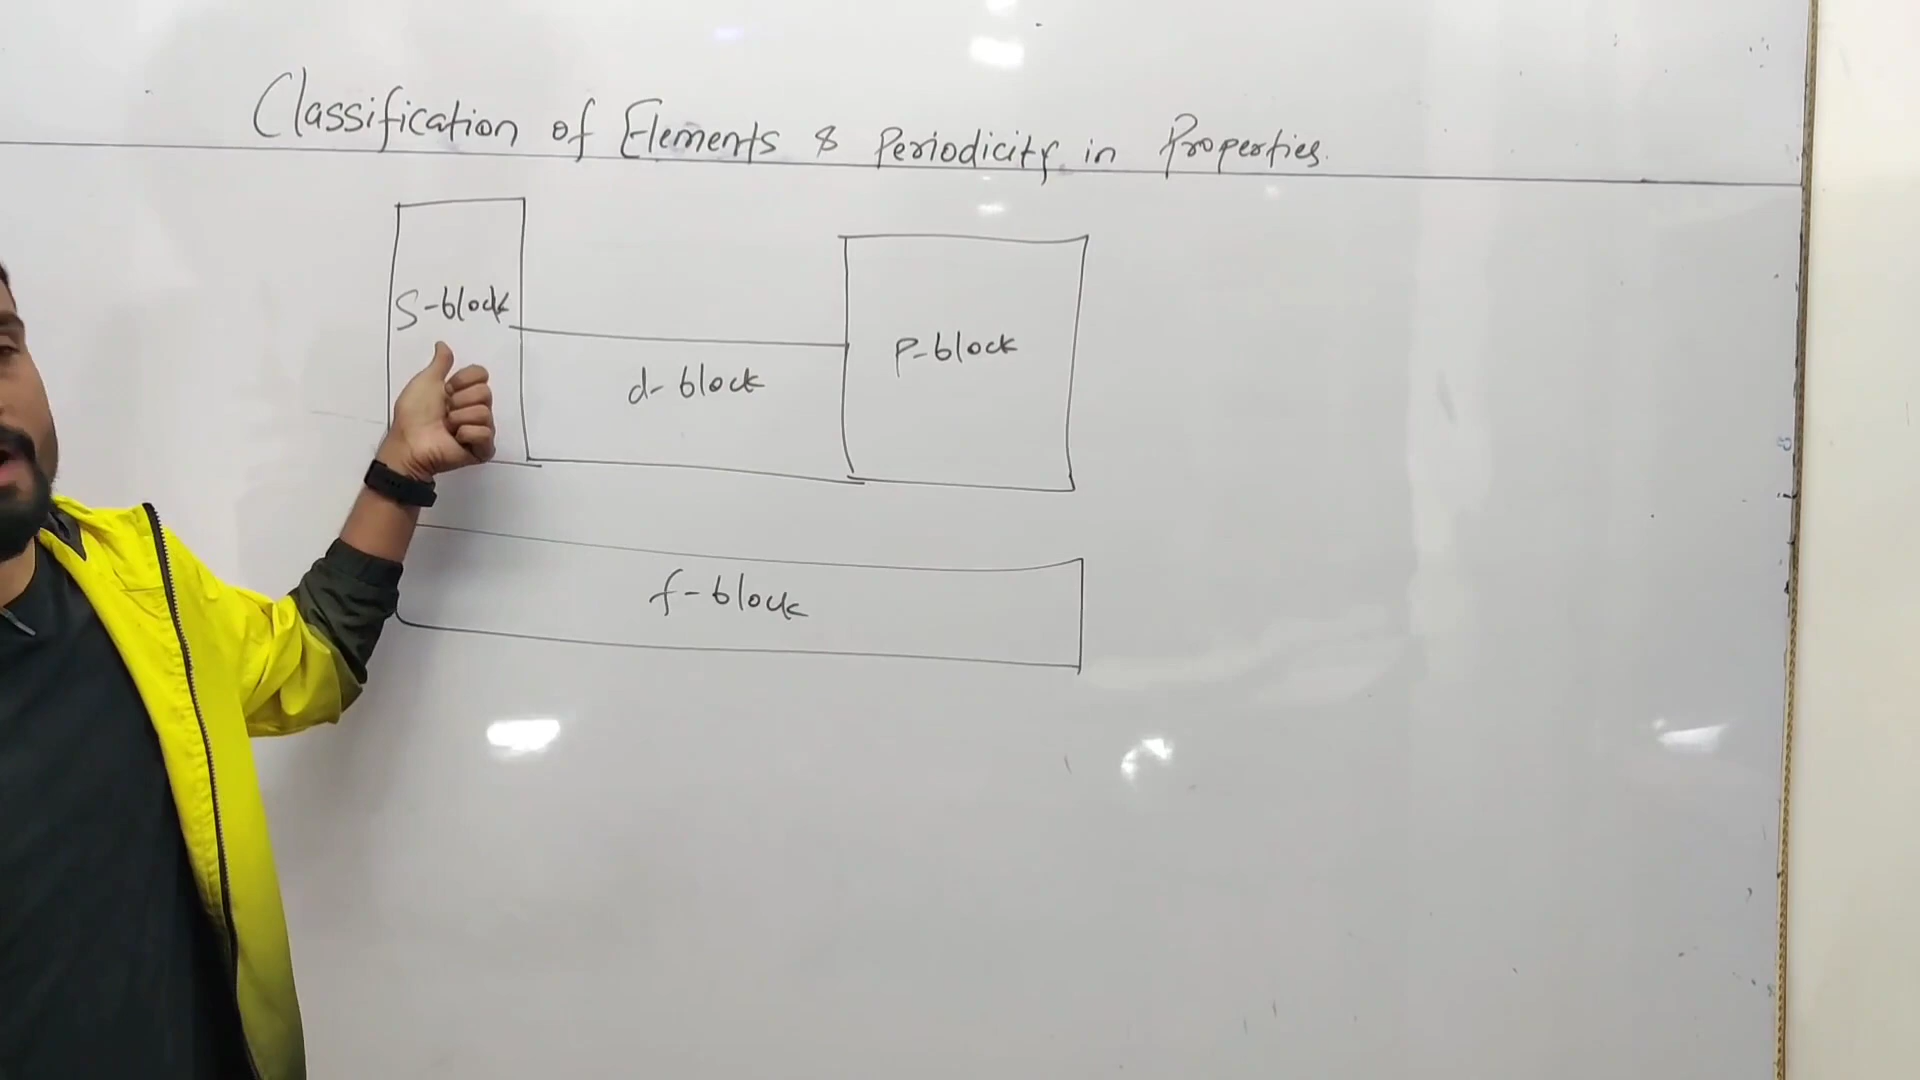 Classification of Elements & Periodicity in Properties.
S-block
P-block
d-block
f-block